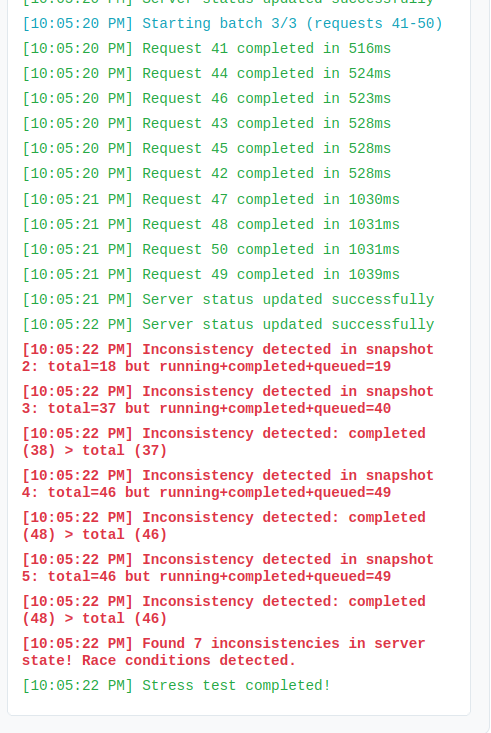 [10:05:20 PM] Server status updated successfully
[10:05:20 PM] Starting batch 3/3 (requests 41-50)
[10:05:20 PM] Request 41 completed in 516ms
[10:05:20 PM] Request 44 completed in 524ms
[10:05:20 PM] Request 46 completed in 523ms
[10:05:20 PM] Request 43 completed in 528ms
[10:05:20 PM] Request 45 completed in 528ms
[10:05:20 PM] Request 42 completed in 528ms
[10:05:21 PM] Request 47 completed in 1030ms
[10:05:21 PM] Request 48 completed in 1031ms
[10:05:21 PM] Request 50 completed in 1031ms
[10:05:21 PM] Request 49 completed in 1039ms
[10:05:21 PM] Server status updated successfully
[10:05:22 PM] Server status updated successfully
[10:05:22 PM] Inconsistency detected in snapshot
2: total=18 but running+completed+queued=19
[10:05:22 PM] Inconsistency detected in snapshot
3: total=37 but running+completed+queued=40
[10:05:22 PM] Inconsistency detected: completed
(38) > total (37)
[10:05:22 PM] Inconsistency detected in snapshot
4: total=46 but running+completed+queued=49
[10:05:22 PM] Inconsistency detected: completed
(48) > total (46)
[10:05:22 PM] Inconsistency detected in snapshot
5: total=46 but running+completed+queued=49
[10:05:22 PM] Inconsistency detected: completed
(48) > total (46)
[10:05:22 PM] Found 7 inconsistencies in server
state! Race conditions detected.
[10:05:22 PM] Stress test completed!